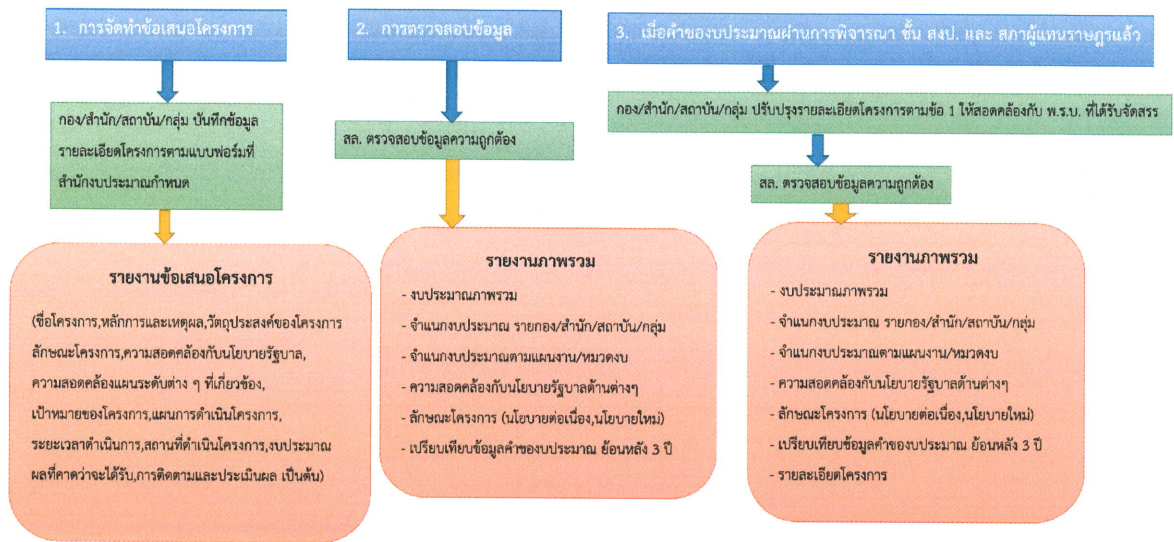 1. การจัดทำข้อเสนอโครงการ
กอง/สำนัก/สถาบัน/กลุ่ม บันทึกข้อมูล
รายละเอียดโครงการตามแบบฟอร์มที่
สำนักงบประมาณกำหนด
รายงานข้อเสนอโครงการ
(ชื่อโครงการ,หลักการและเหตุผล,วัตถุประสงค์ของโครงการ
ลักษณะโครงการ,ความสอดคล้องกับนโยบายรัฐบาล,
ความสอดคล้องแผนระดับต่าง ๆ ที่เกี่ยวข้อง,
เป้าหมายของโครงการ,แผนการดำเนินโครงการ,
ระยะเวลาดำเนินการ,สถานที่ดำเนินโครงการ,งบประมาณ
ผลที่คาดว่าจะได้รับ,การติดตามและประเมินผล เป็นต้น)
2. การตรวจสอบข้อมูล
สล. ตรวจสอบข้อมูลความถูกต้อง
รายงานภาพรวม
- งบประมาณภาพรวม
- จำแนกงบประมาณ รายกอง/สำนัก/สถาบัน/กลุ่ม
- จำแนกงบประมาณตามแผนงาน/หมวดงบ
- ความสอดคล้องกับนโยบายรัฐบาลด้านต่างๆ
- ลักษณะโครงการ (นโยบายต่อเนื่อง,นโยบายใหม่)
- เปรียบเทียบข้อมูลคำของบประมาณ ย้อนหลัง 3 ปี
3. เมื่อคำของบประมาณผ่านการพิจารณา ชั้น สงป. และ สภาผู้แทนราษฎรแล้ว
กอง/สำนัก/สถาบัน/กลุ่ม ปรับปรุงรายละเอียดโครงการตามข้อ 1 ให้สอดคล้องกับ พ.ร.บ. ที่ได้รับจัดสรร
สล. ตรวจสอบข้อมูลความถูกต้อง
รายงานภาพรวม
- งบประมาณภาพรวม
- จำแนกงบประมาณ รายกอง/สำนัก/สถาบัน/กลุ่ม
- จำแนกงบประมาณตามแผนงาน/หมวดงบ
- ความสอดคล้องกับนโยบายรัฐบาลด้านต่างๆ
- ลักษณะโครงการ (นโยบายต่อเนื่อง,นโยบายใหม่)
- เปรียบเทียบข้อมูลคำของบประมาณ ย้อนหลัง 3 ปี
- รายละเอียดโครงการ